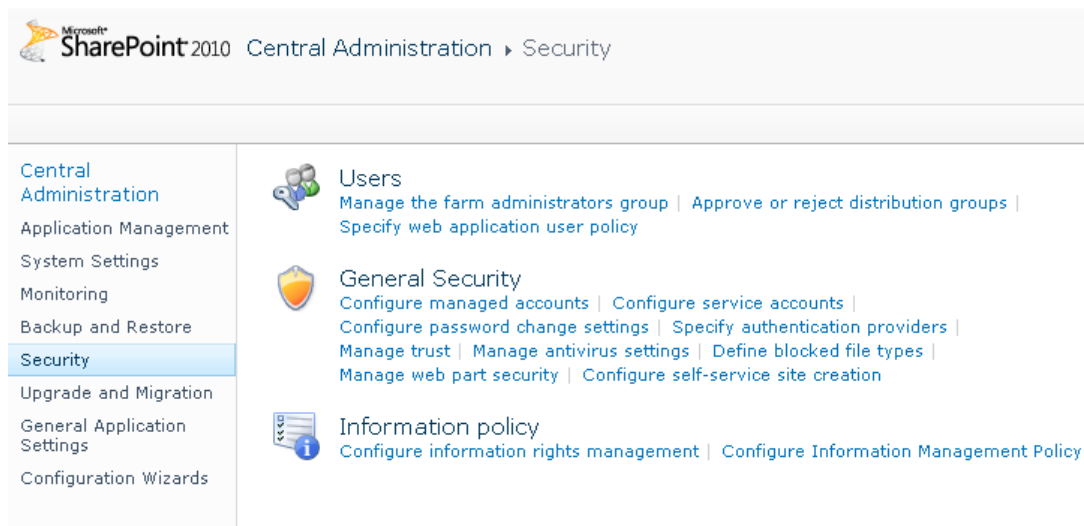 Microsoft®
SharePoint 2010 Central Administration ▸ Security
Central
Administration
Application Management
System Settings
Monitoring
Backup and Restore
Security
Upgrade and Migration
General Application
Settings
Configuration Wizards
Users
Manage the farm administrators group | Approve or reject distribution groups |
Specify web application user policy
General Security
Configure managed accounts | Configure service accounts |
Configure password change settings | Specify authentication providers |
Manage trust | Manage antivirus settings | Define blocked file types |
Manage web part security | Configure self-service site creation
Information policy
Configure information rights management | Configure Information Management Policy